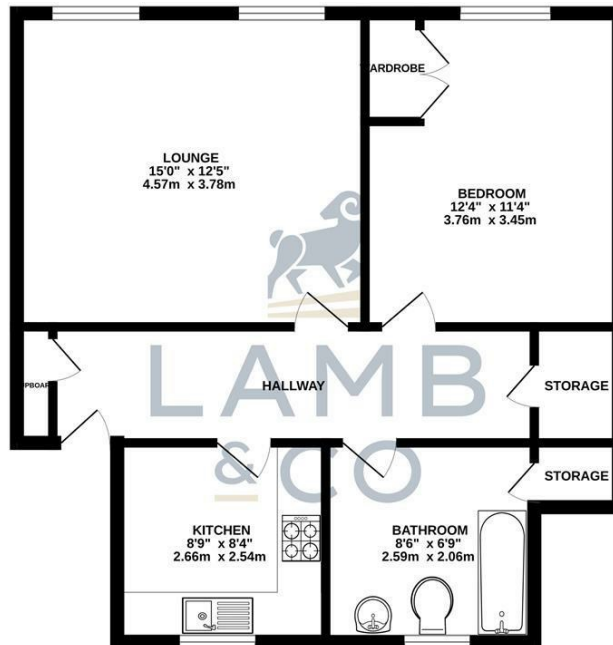 WARDROBE
LOUNGE
15'0" x 12'5"
4.57m x 3.78m
BEDROOM
12'4" x 11'4"
3.76m x 3.45m
LAMB
& CO
HALLWAY
STORAGE
STORAGE
KITCHEN
8'9" x 8'4"
2.66m x 2.54m
BATHROOM
8'6" x 6'9"
2.59m x 2.06m